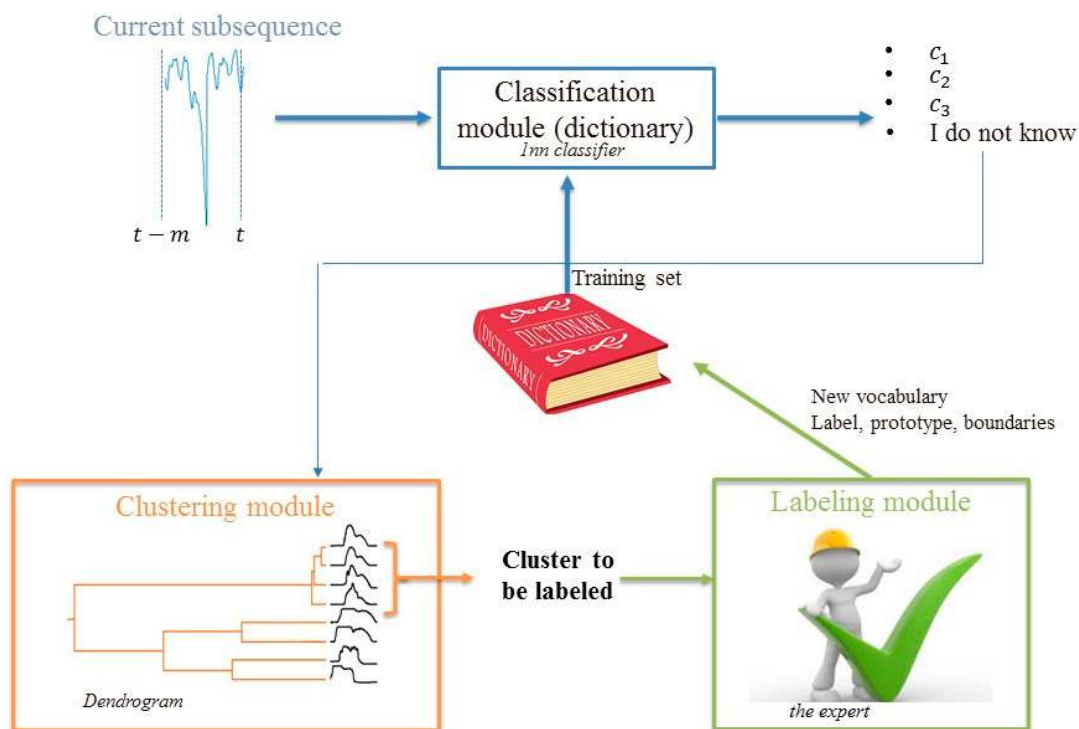 Current subsequence
t − m
t
Classification
module (dictionary)
1nn classifier
• c₁
• c₂
• c₃
• I do not know
Training set
DICTIONARY
DICTIONARY
New vocabulary
Label, prototype, boundaries
Clustering module
Dendrogram
Cluster to
be labeled
Labeling module
the expert